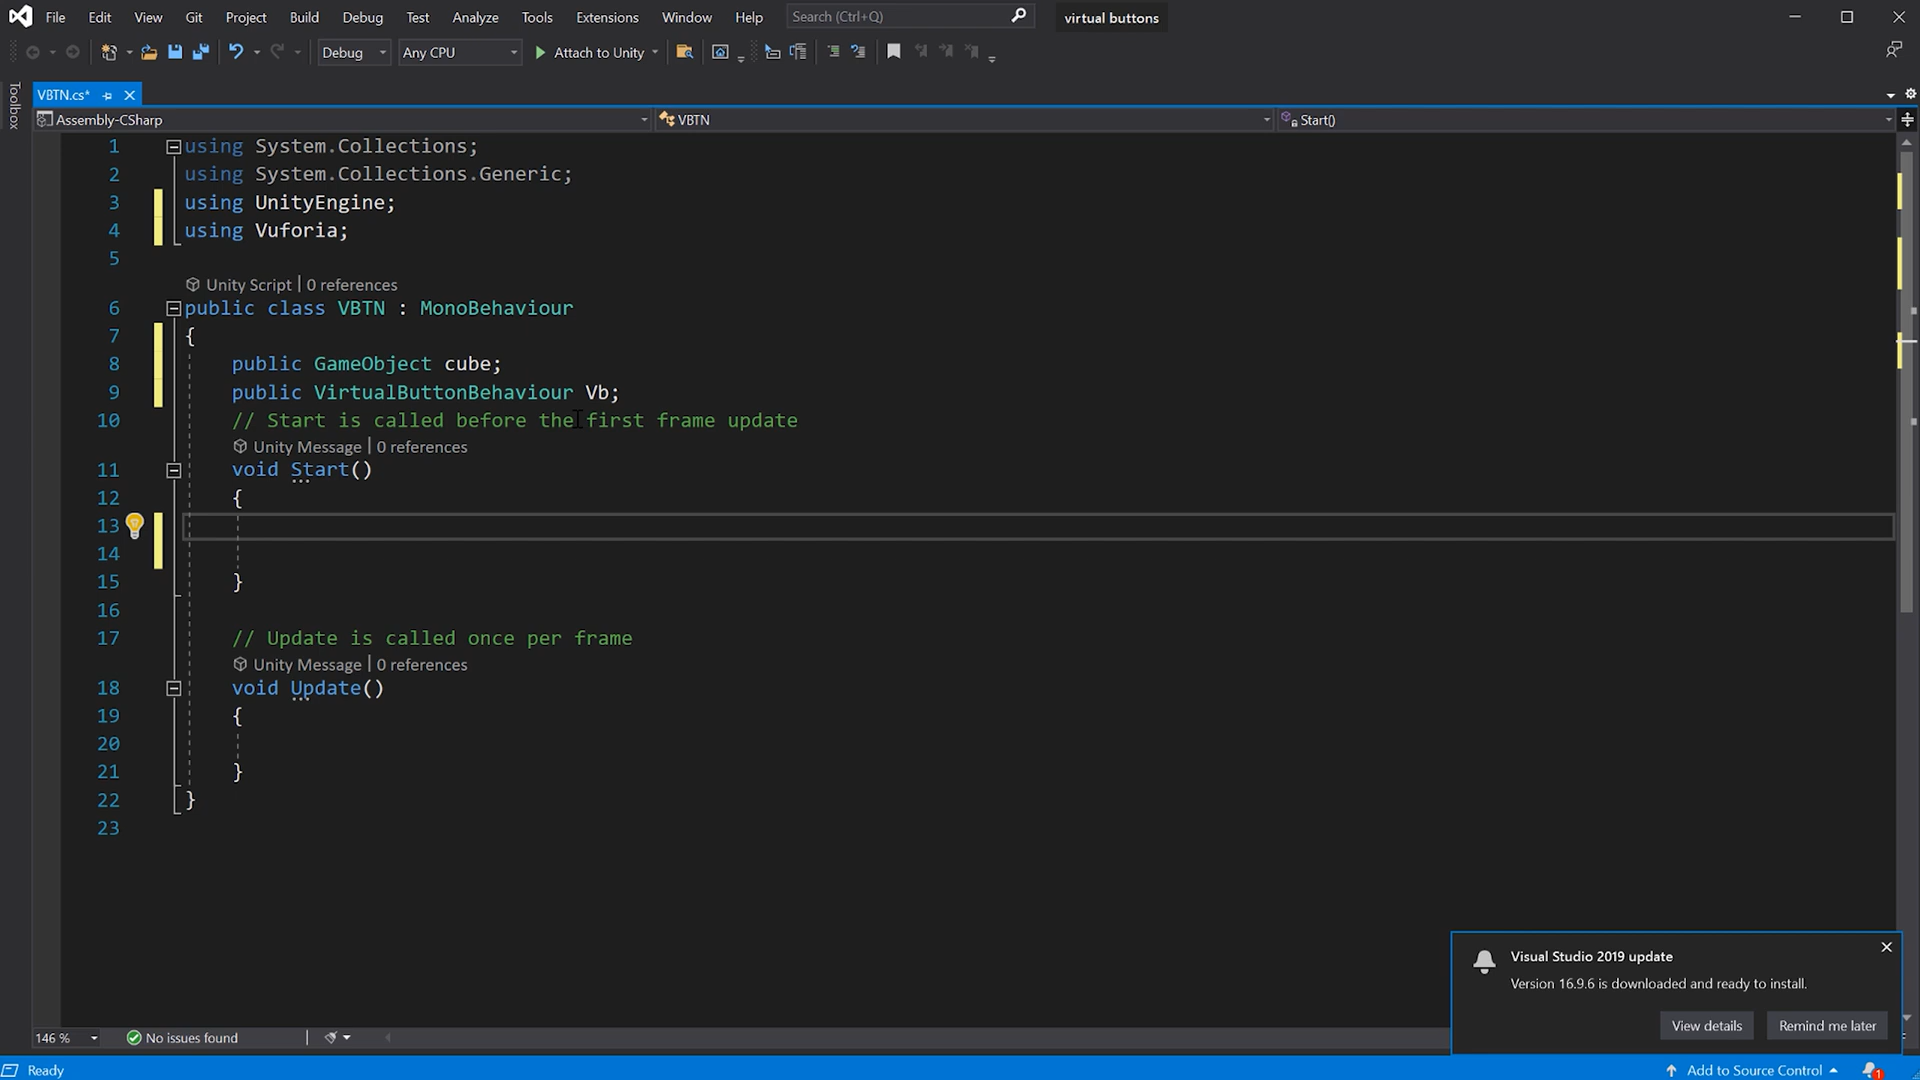 File Edit View Git Project Build Debug Test Analyze Tools Extensions Window Help Search (Ctrl+Q) virtual buttons
Debug Any CPU Attach to Unity
Toolbox
VBTN.cs*
Assembly-CSharp VBTN Start()
1 using System.Collections;
2 using System.Collections.Generic;
3 using UnityEngine;
4 using Vuforia;
5
Unity Script | 0 references
6 public class VBTN : MonoBehaviour
7 {
8 public GameObject cube;
9 public VirtualButtonBehaviour Vb;
10 // Start is called before the first frame update
Unity Message | 0 references
11 void Start()
12 {
13
14
15 }
16
17 // Update is called once per frame
Unity Message | 0 references
18 void Update()
19 {
20
21 }
22 }
23
Visual Studio 2019 update
Version 16.9.6 is downloaded and ready to install.
View details Remind me later
146 % No issues found
Ready Add to Source Control 1